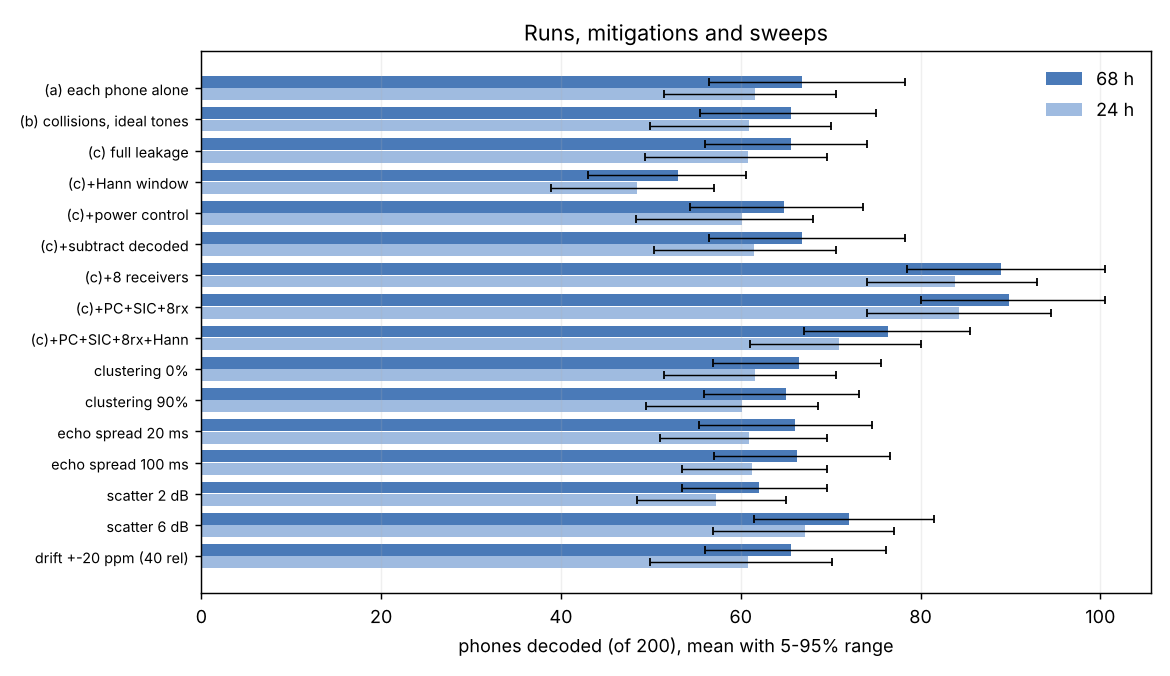 Runs, mitigations and sweeps
68 h
24 h
(a) each phone alone
(b) collisions, ideal tones
(c) full leakage
(c)+Hann window
(c)+power control
(c)+subtract decoded
(c)+8 receivers
(c)+PC+SIC+8rx
(c)+PC+SIC+8rx+Hann
clustering 0%
clustering 90%
echo spread 20 ms
echo spread 100 ms
scatter 2 dB
scatter 6 dB
drift +-20 ppm (40 rel)
0 20 40 60 80 100
phones decoded (of 200), mean with 5-95% range